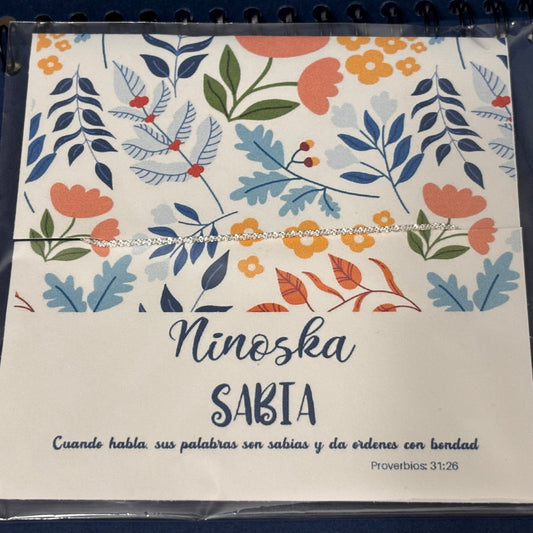 Ninoska
SABIA
Cuando habla, sus palabras son sabias y da ordenes con bondad
Proverbios: 31:26